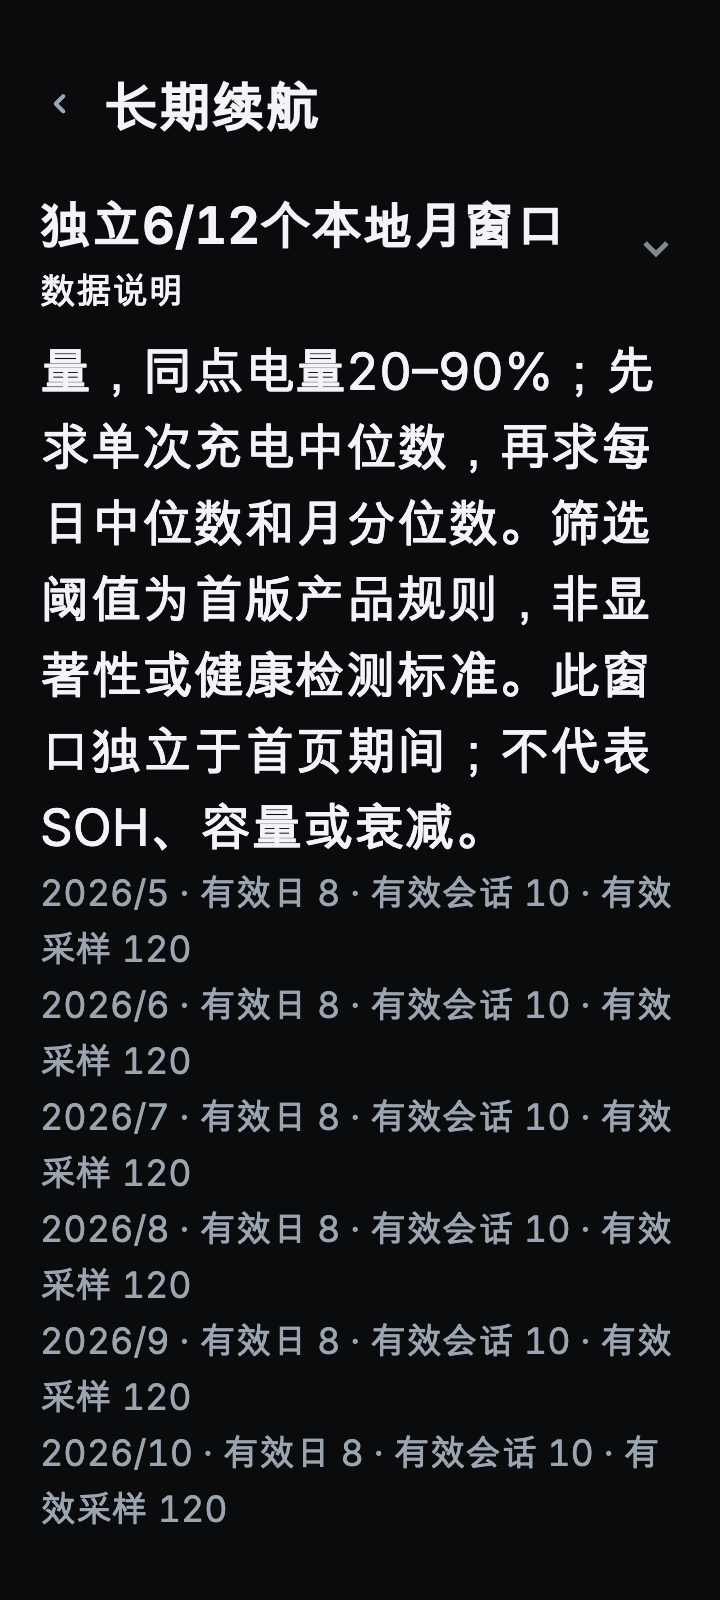 长期续航
独立6/12个本地月窗口
数据说明
量，同点电量20–90%；先
求单次充电中位数，再求每
日中位数和月分位数。筛选
阈值为首版产品规则，非显
著性或健康检测标准。此窗
口独立于首页期间；不代表
SOH、容量或衰减。
2026/5 · 有效日 8 · 有效会话 10 · 有效
采样 120
2026/6 · 有效日 8 · 有效会话 10 · 有效
采样 120
2026/7 · 有效日 8 · 有效会话 10 · 有效
采样 120
2026/8 · 有效日 8 · 有效会话 10 · 有效
采样 120
2026/9 · 有效日 8 · 有效会话 10 · 有效
采样 120
2026/10 · 有效日 8 · 有效会话 10 · 有
效采样 120